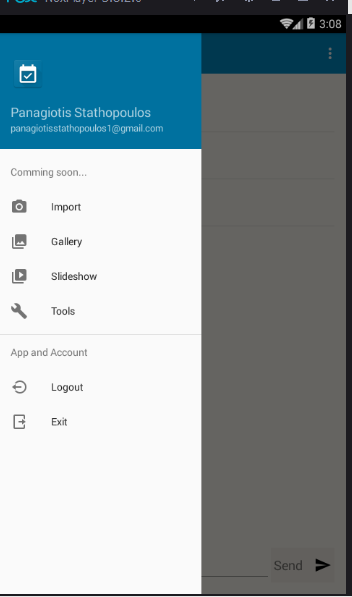 NoxPlayer
3:08
Panagiotis Stathopoulos
panagiotisstathopoulos1@gmail.com
Comming soon...
Import
Gallery
Slideshow
Tools
App and Account
Logout
Exit
Send